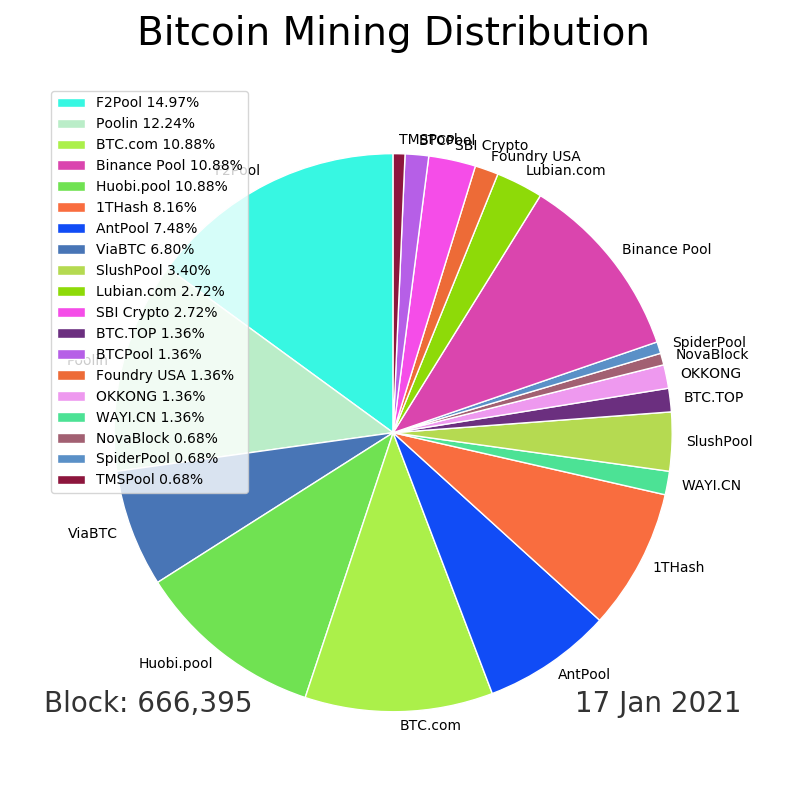 Bitcoin Mining Distribution
F2Pool 14.97%
Poolin 12.24%
BTC.com 10.88%
Binance Pool 10.88%
Huobi.pool 10.88%
1THash 8.16%
AntPool 7.48%
ViaBTC 6.80%
SlushPool 3.40%
Lubian.com 2.72%
SBI Crypto 2.72%
BTC.TOP 1.36%
BTCPool 1.36%
Foundry USA 1.36%
OKKONG 1.36%
WAYI.CN 1.36%
NovaBlock 0.68%
SpiderPool 0.68%
TMSPool 0.68%
TMSPool
BTCPool
SBI Crypto
Foundry USA
Lubian.com
F2Pool
Binance Pool
SpiderPool
NovaBlock
Poolin
OKKONG
BTC.TOP
SlushPool
WAYI.CN
ViaBTC
1THash
Huobi.pool
AntPool
BTC.com
Block: 666,395
17 Jan 2021